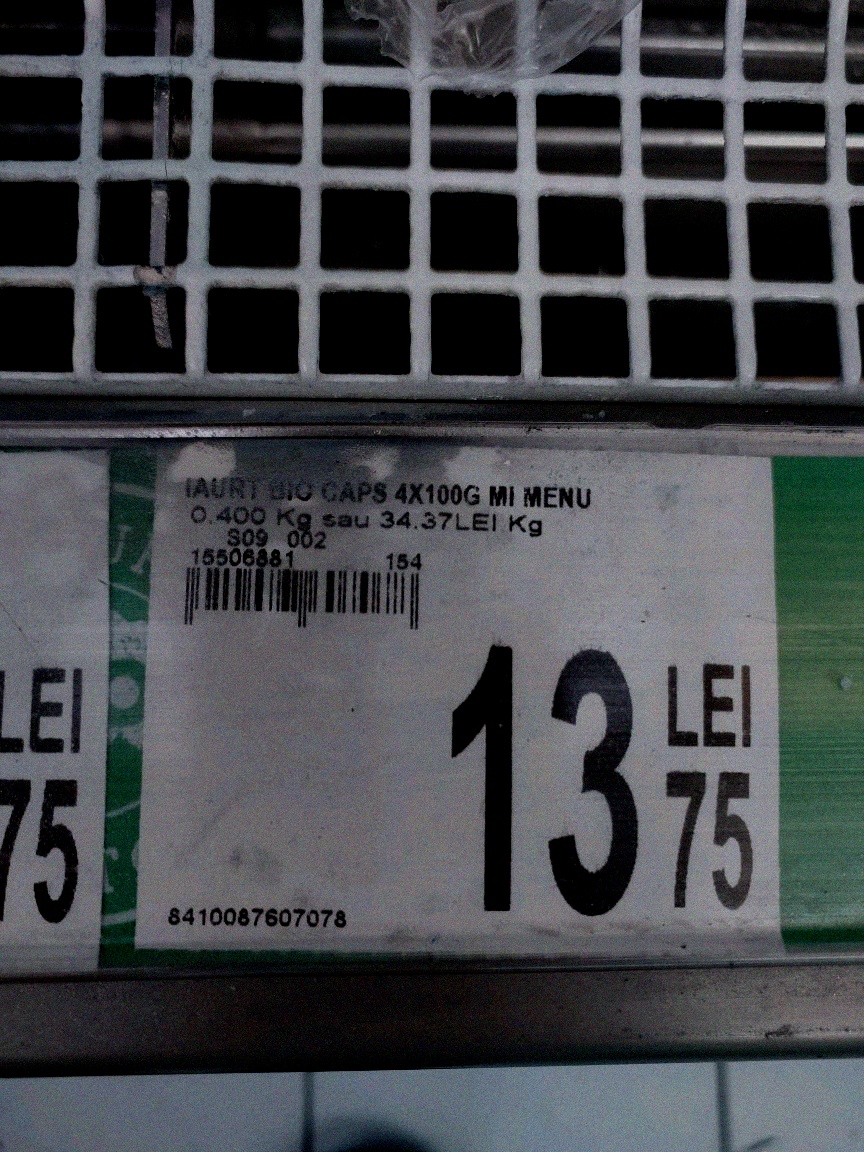 IAURT BIO CAPS 4X100G MI MENU
0.400 Kg sau 34.37LEI Kg
S09 002
15506881 154
13 LEI
75
8410087607078
LEI
75